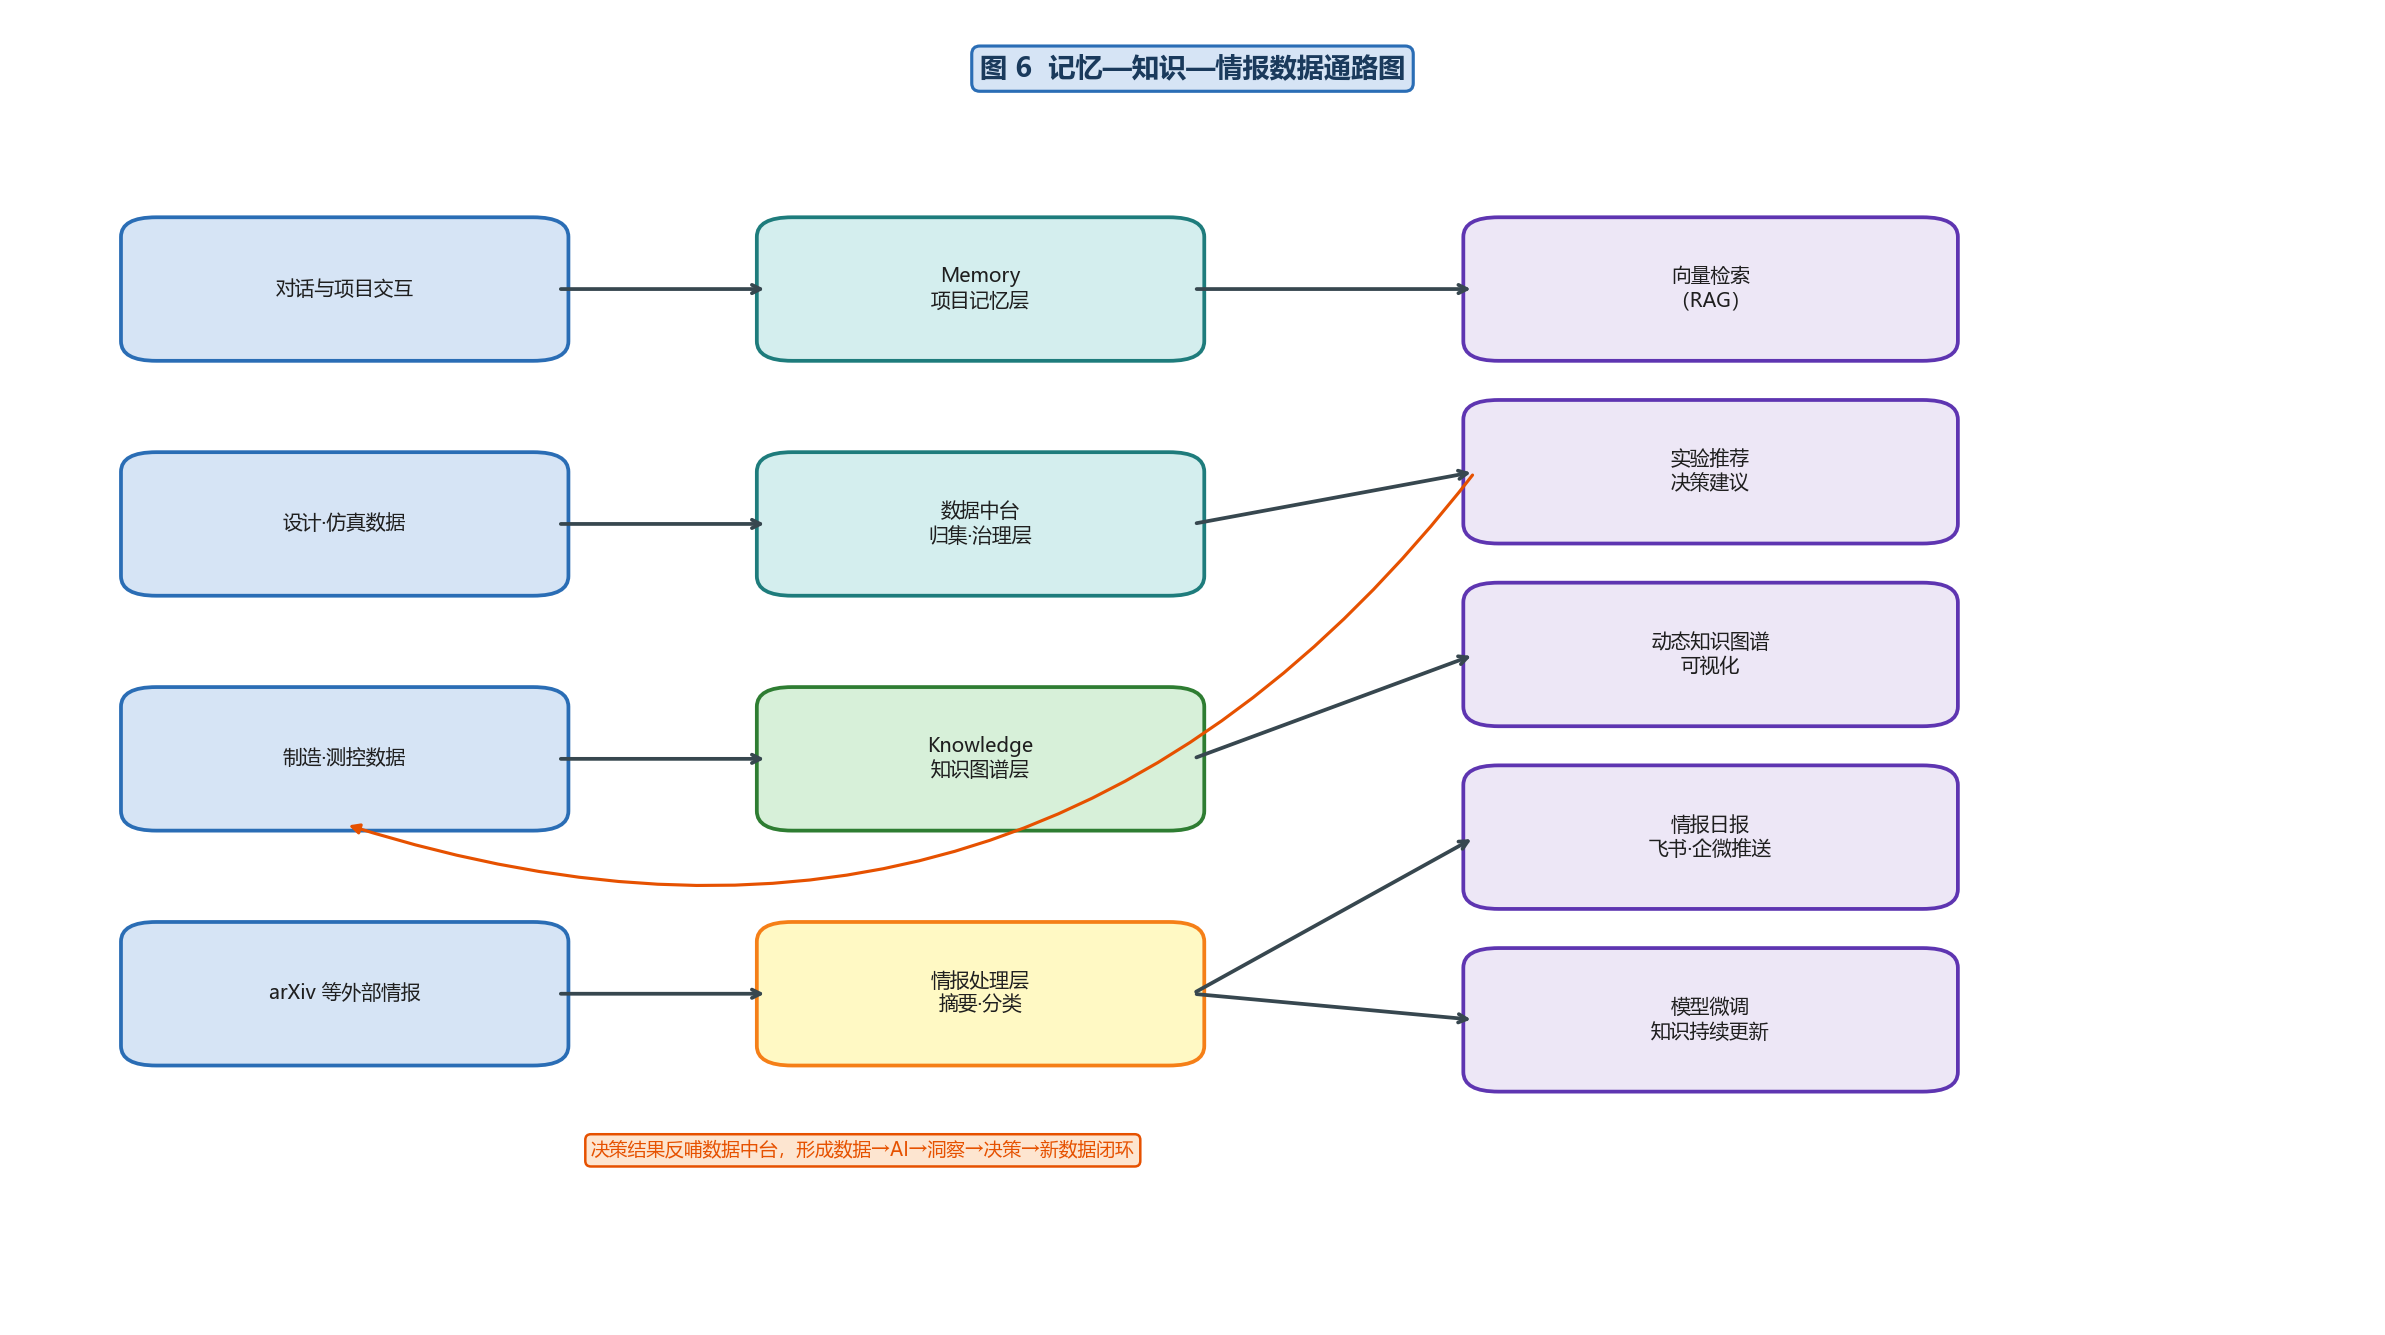 图 6  记忆—知识—情报数据通路图
对话与项目交互
Memory
项目记忆层
向量检索
(RAG)
设计·仿真数据
数据中台
归集·治理层
实验推荐
决策建议
制造·测控数据
Knowledge
知识图谱层
动态知识图谱
可视化
情报日报
飞书·企微推送
arXiv 等外部情报
情报处理层
摘要·分类
模型微调
知识持续更新
决策结果反哺数据中台，形成数据→AI→洞察→决策→新数据闭环